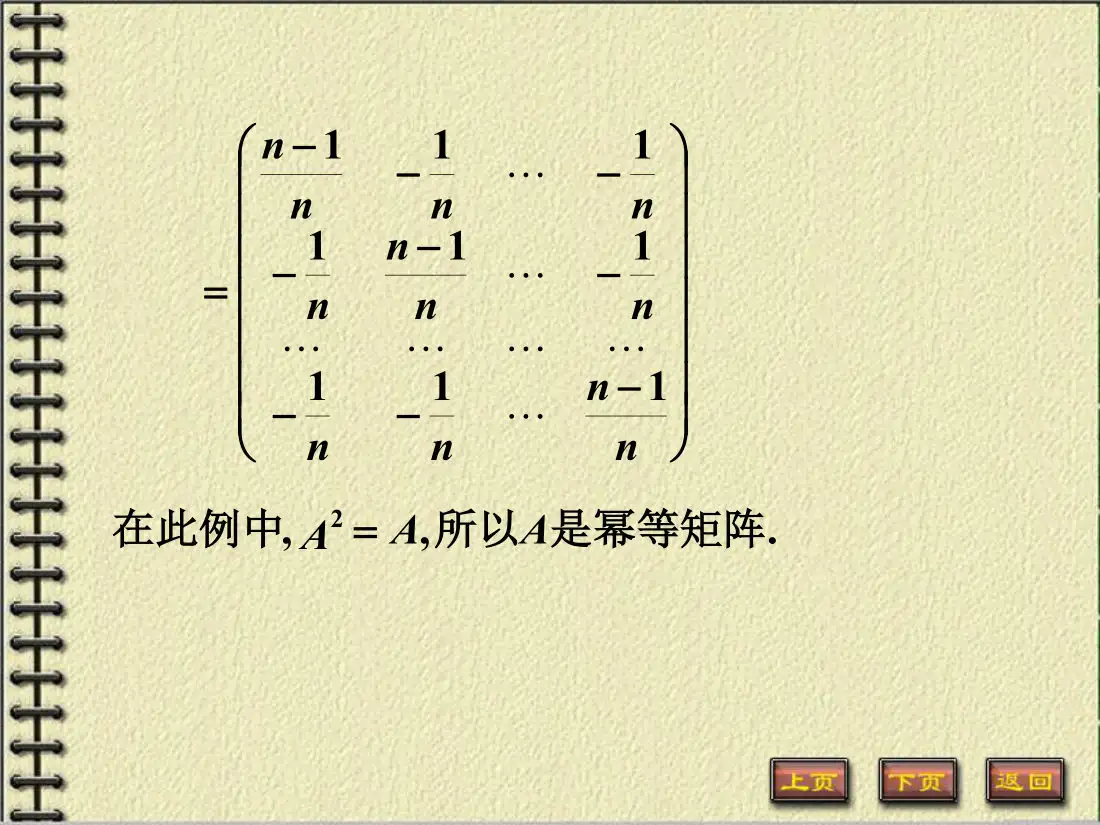 = ( (n−1)/n −1/n ⋯ −1/n
−1/n (n−1)/n ⋯ −1/n
⋯ ⋯ ⋯ ⋯
−1/n −1/n ⋯ (n−1)/n )
在此例中, A² = A,所以A是幂等矩阵.
上页 下页 返回